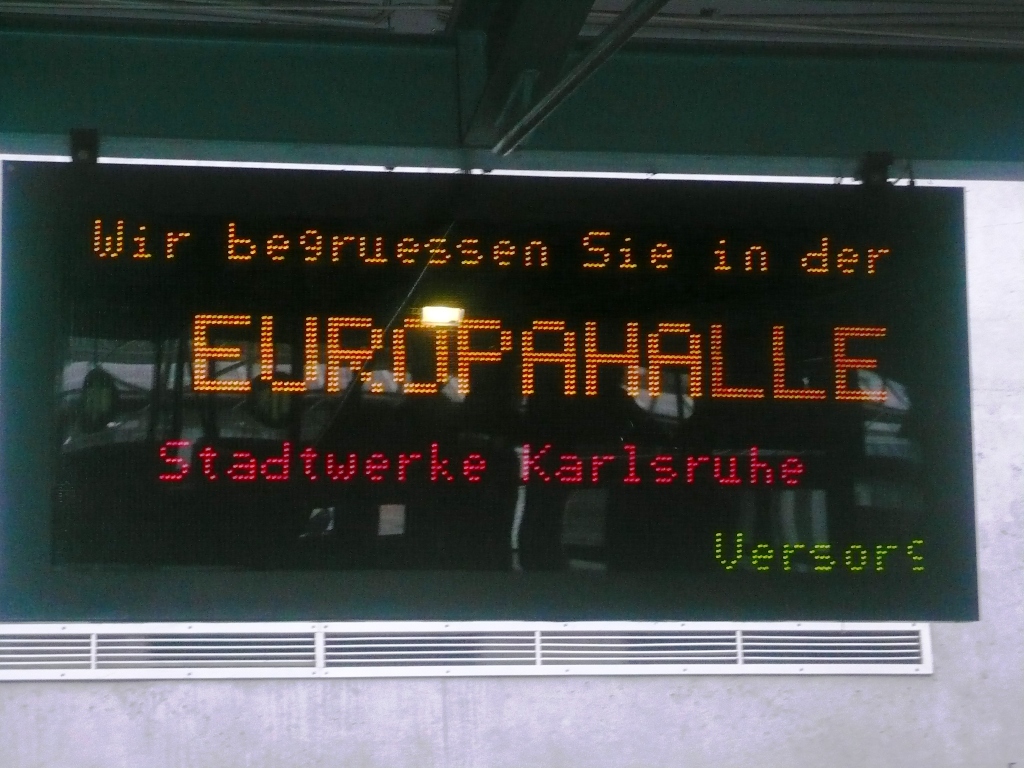 Wir begruessen Sie in der
EUROPAHALLE
Stadtwerke Karlsruhe
Versorg